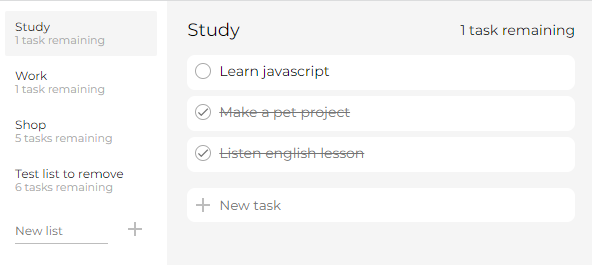 Study
1 task remaining
Work
1 task remaining
Shop
5 tasks remaining
Test list to remove
6 tasks remaining
New list
Study
1 task remaining
Learn javascript
Make a pet project
Listen english lesson
New task